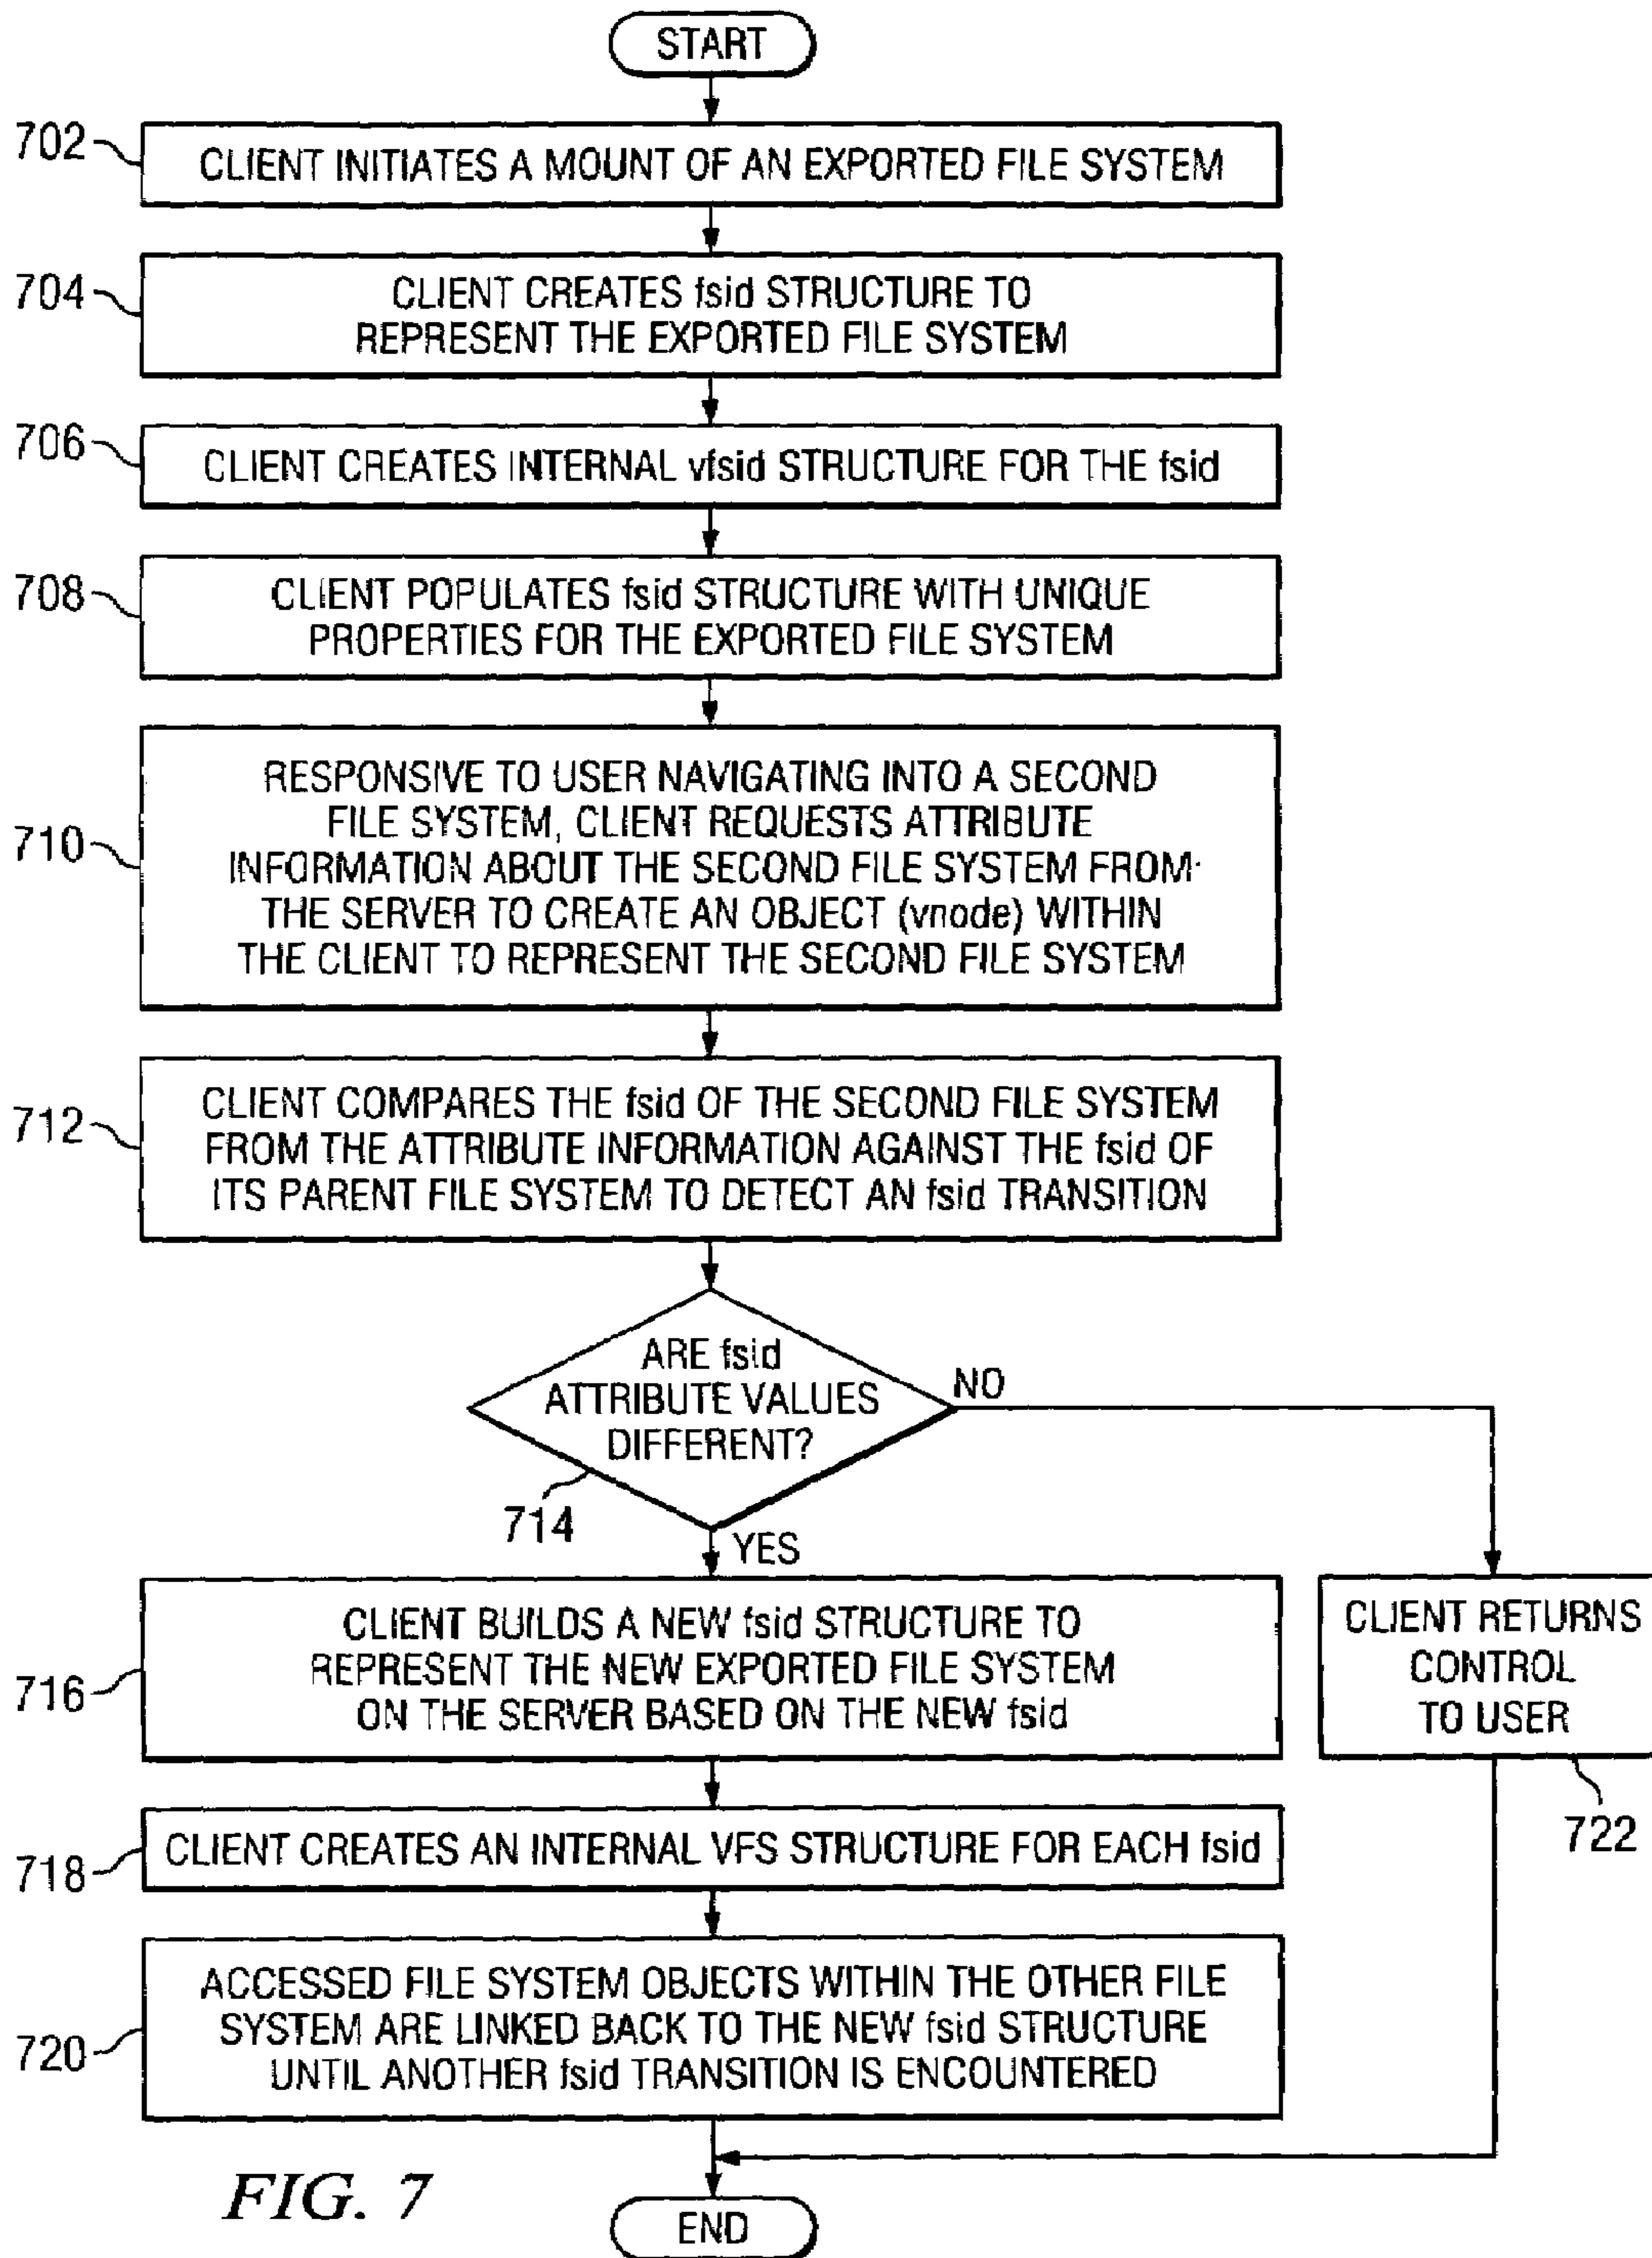 START
702
CLIENT INITIATES A MOUNT OF AN EXPORTED FILE SYSTEM
704
CLIENT CREATES fsid STRUCTURE TO
REPRESENT THE EXPORTED FILE SYSTEM
706
CLIENT CREATES INTERNAL vfsid STRUCTURE FOR THE fsid
708
CLIENT POPULATES fsid STRUCTURE WITH UNIQUE
PROPERTIES FOR THE EXPORTED FILE SYSTEM
710
RESPONSIVE TO USER NAVIGATING INTO A SECOND
FILE SYSTEM, CLIENT REQUESTS ATTRIBUTE
INFORMATION ABOUT THE SECOND FILE SYSTEM FROM
THE SERVER TO CREATE AN OBJECT (vnode) WITHIN
THE CLIENT TO REPRESENT THE SECOND FILE SYSTEM
712
CLIENT COMPARES THE fsid OF THE SECOND FILE SYSTEM
FROM THE ATTRIBUTE INFORMATION AGAINST THE fsid OF
ITS PARENT FILE SYSTEM TO DETECT AN fsid TRANSITION
ARE fsid
ATTRIBUTE VALUES
DIFFERENT?
NO
714
YES
716
CLIENT BUILDS A NEW fsid STRUCTURE TO
REPRESENT THE NEW EXPORTED FILE SYSTEM
ON THE SERVER BASED ON THE NEW fsid
CLIENT RETURNS
CONTROL
TO USER
722
718
CLIENT CREATES AN INTERNAL VFS STRUCTURE FOR EACH fsid
720
ACCESSED FILE SYSTEM OBJECTS WITHIN THE OTHER FILE
SYSTEM ARE LINKED BACK TO THE NEW fsid STRUCTURE
UNTIL ANOTHER fsid TRANSITION IS ENCOUNTERED
FIG. 7
END